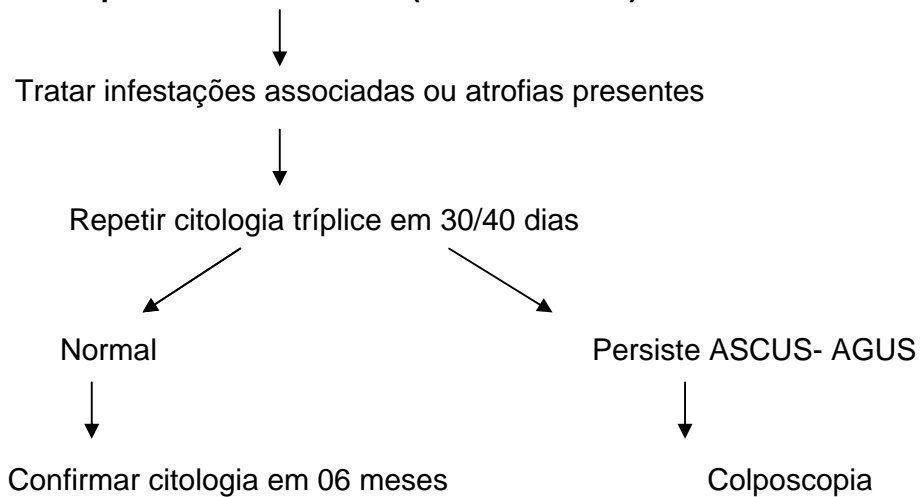 Tratar infestações associadas ou atrofias presentes
Repetir citologia tríplice em 30/40 dias
Normal
Persiste ASCUS- AGUS
Confirmar citologia em 06 meses
Colposcopia